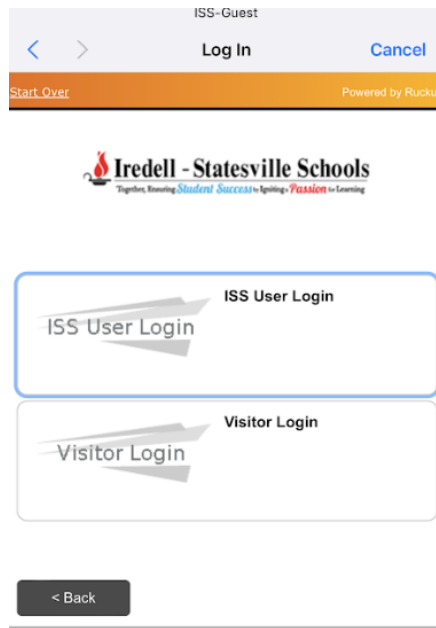 ISS-Guest
Log In
Cancel
Start Over
Powered by Rucku
Iredell - Statesville Schools
Together, Ensuring Student Success by Igniting a Passion for Learning
ISS User Login
ISS User Login
Visitor Login
Visitor Login
< Back